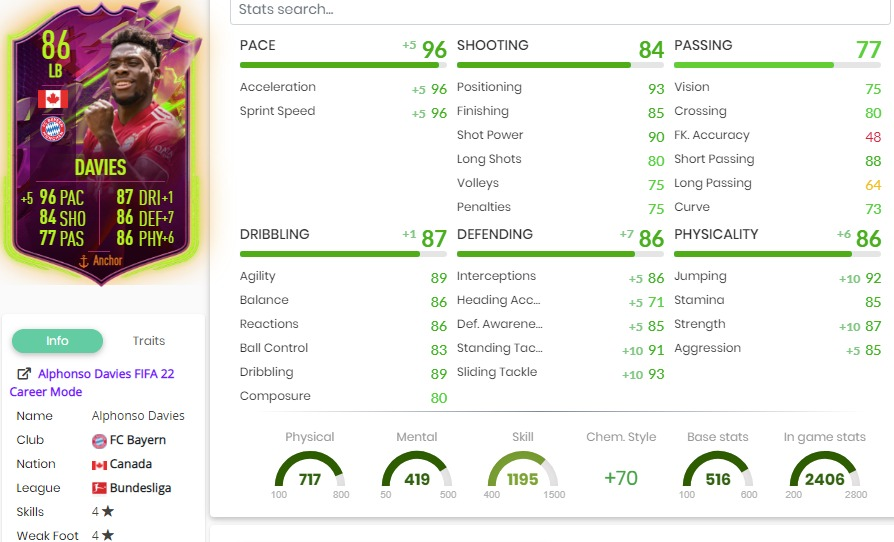 Stats search...
86
LB
DAVIES
+5 96 PAC 87 DRI+1
84 SHO 86 DEF+7
77 PAS 86 PHY+6
Anchor
Info Traits
Alphonso Davies FIFA 22
Career Mode
Name Alphonso Davies
Club FC Bayern
Nation Canada
League Bundesliga
Skills 4★
Weak Foot 4★
PACE +5 96
Acceleration +5 96
Sprint Speed +5 96
SHOOTING 84
Positioning 93
Finishing 85
Shot Power 90
Long Shots 80
Volleys 75
Penalties 75
PASSING 77
Vision 75
Crossing 80
FK. Accuracy 48
Short Passing 88
Long Passing 64
Curve 73
DRIBBLING +1 87
Agility 89
Balance 86
Reactions 86
Ball Control 83
Dribbling 89
Composure 80
DEFENDING +7 86
Interceptions +5 86
Heading Acc... +5 71
Def. Awarene... +5 85
Standing Tac... +10 91
Sliding Tackle +10 93
PHYSICALITY +6 86
Jumping +10 92
Stamina 85
Strength +10 87
Aggression +5 85
Physical Mental Skill Chem. Style Base stats In game stats
717 419 1195 +70 516 2406
100 800 50 500 400 1500 100 600 200 2800